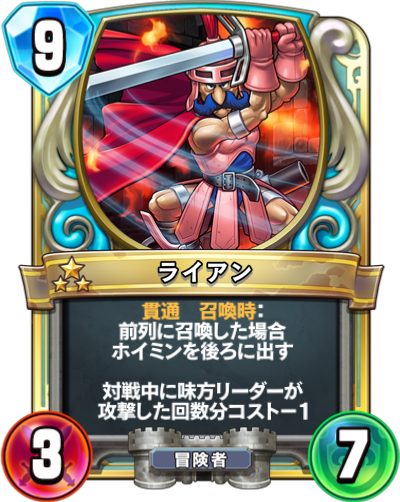 9
ライアン
貫通　召喚時：
前列に召喚した場合
ホイミンを後ろに出す
対戦中に味方リーダーが
攻撃した回数分コストー1
3
冒険者
7